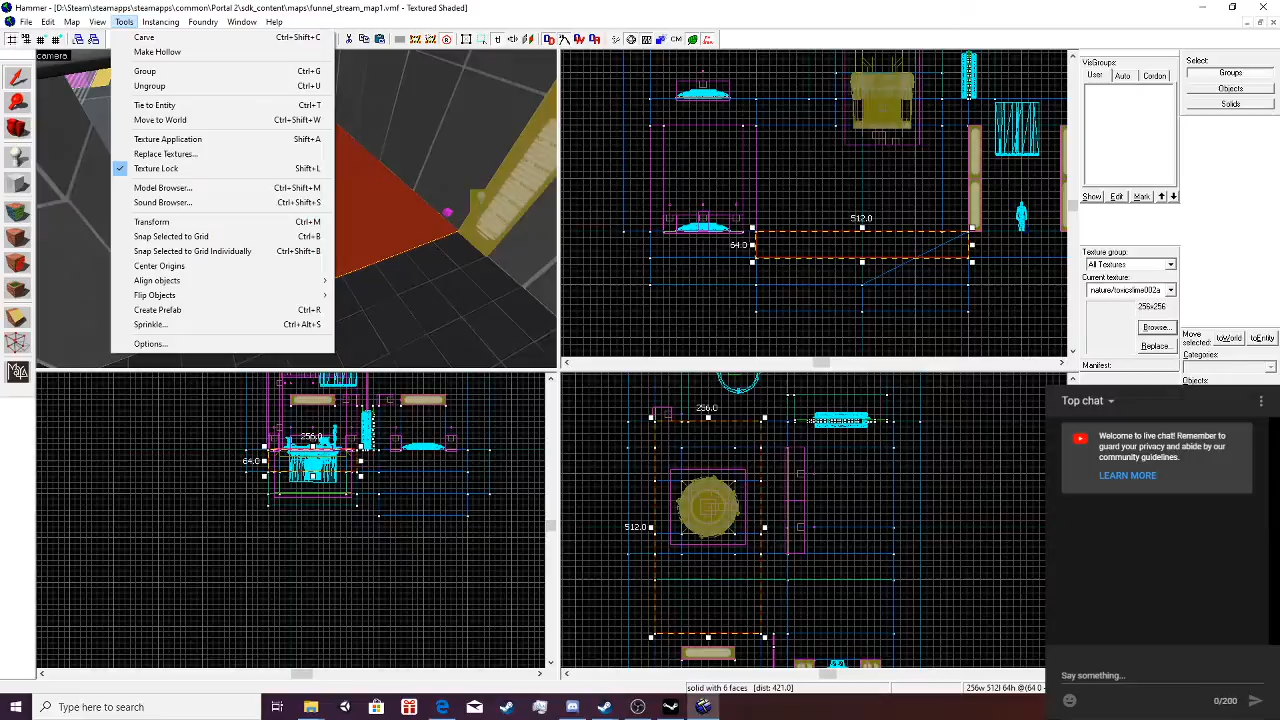 Hammer - [D:\Steam\steamapps\common\Portal 2\sdk_content\maps\funnel_stream_map1.vmf - Textured Shaded]
File Edit Map View Tools Instancing Foundry Window Help
camera
Carve Ctrl+Shift+C
Make Hollow
Group Ctrl+G
Ungroup Ctrl+U
Tie to Entity Ctrl+T
Move to World Ctrl+Shift+W
Texture Application Shift+A
Replace Textures...
Texture Lock Shift+L
Model Browser... Ctrl+Shift+M
Sound Browser... Ctrl+Shift+S
Transform Ctrl+M
Snap Selected to Grid Ctrl+B
Snap Selected to Grid Individually Ctrl+Shift+B
Center Origins
Align objects
Flip Objects
Create Prefab Ctrl+R
Sprinkle... Ctrl+Alt+S
Options...
512.0
64.0
256.0
64.0
256.0
512.0
VisGroups:
User Auto Cordon
Show Edit Mark
Select:
Groups
Objects
Solids
Texture group:
All Textures
Current texture:
nature/toxicslime002a
256x256
Browse...
Replace...
Manifest:
Move
selected:
toWorld
toEntity
Categories:
Objects:
Top chat
Welcome to live chat! Remember to
guard your privacy and abide by our
community guidelines.
LEARN MORE
Say something...
0/200
solid with 6 faces [dist: 421.0]
256w 512l 64h @(64 0
Type here to search